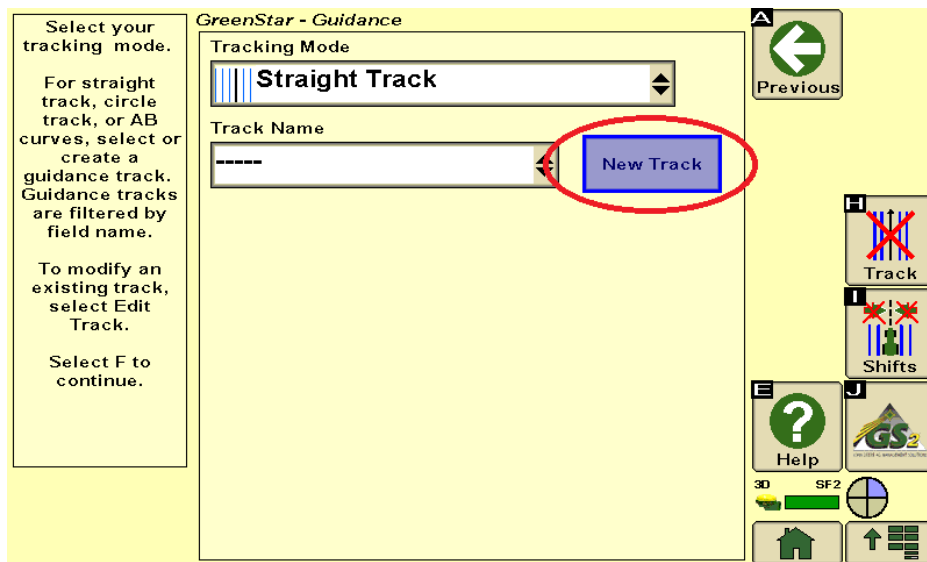 Select your
tracking mode.
For straight
track, circle
track, or AB
curves, select or
create a
guidance track.
Guidance tracks
are filtered by
field name.
To modify an
existing track,
select Edit
Track.
Select F to
continue.
GreenStar - Guidance
Tracking Mode
Straight Track
Track Name
-----
New Track
A
Previous
H
Track
I
Shifts
E
Help
J
GS2
3D
SF2